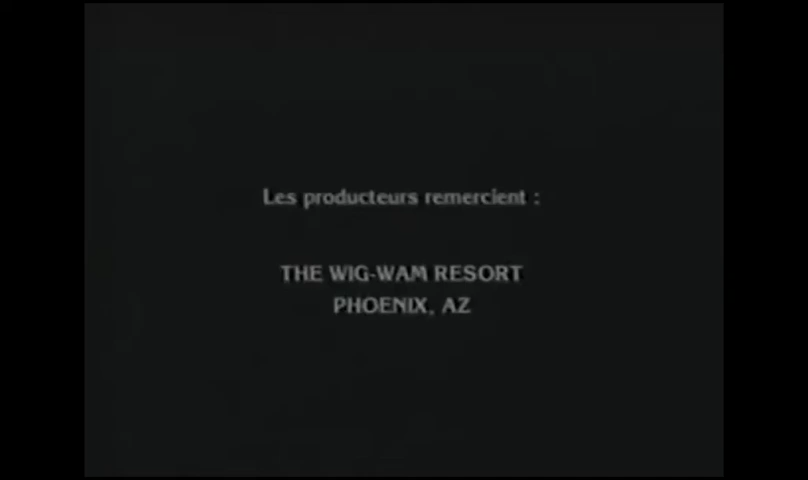 Les producteurs remercient :
THE WIG-WAM RESORT
PHOENIX, AZ